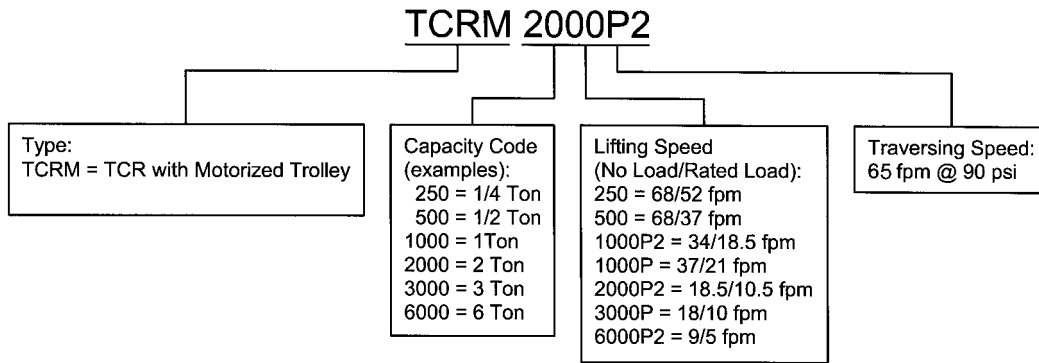 TCRM 2000P2
Type:
TCRM = TCR with Motorized Trolley
Capacity Code
(examples):
250 = 1/4 Ton
500 = 1/2 Ton
1000 = 1Ton
2000 = 2 Ton
3000 = 3 Ton
6000 = 6 Ton
Lifting Speed
(No Load/Rated Load):
250 = 68/52 fpm
500 = 68/37 fpm
1000P2 = 34/18.5 fpm
1000P = 37/21 fpm
2000P2 = 18.5/10.5 fpm
3000P = 18/10 fpm
6000P2 = 9/5 fpm
Traversing Speed:
65 fpm @ 90 psi